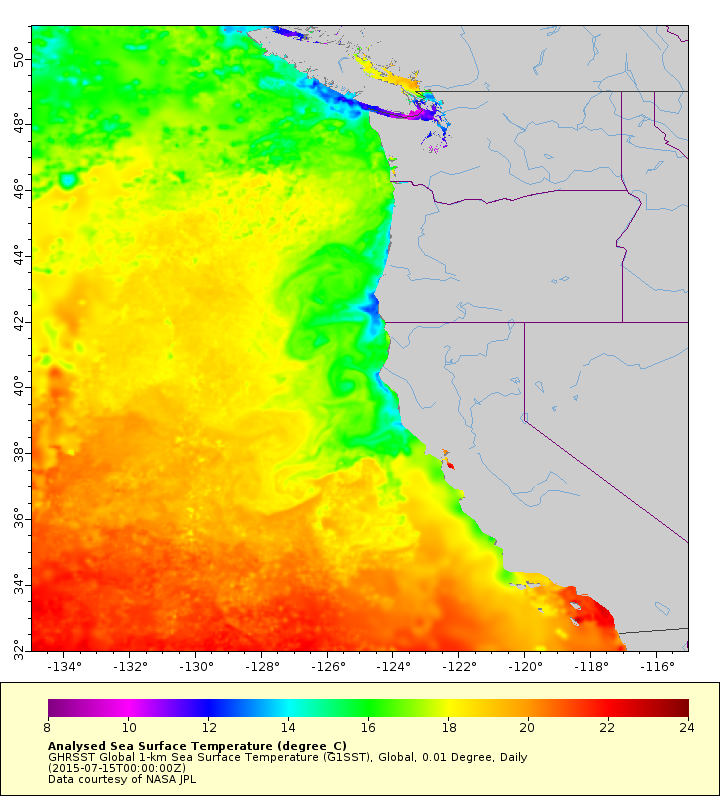 50°
48°
46°
44°
42°
40°
38°
36°
34°
32°
-134° -132° -130° -128° -126° -124° -122° -120° -118° -116°
8 10 12 14 16 18 20 22 24
Analysed Sea Surface Temperature (degree_C)
GHRSST Global 1-km Sea Surface Temperature (G1SST), Global, 0.01 Degree, Daily
(2015-07-15T00:00:00Z)
Data courtesy of NASA JPL